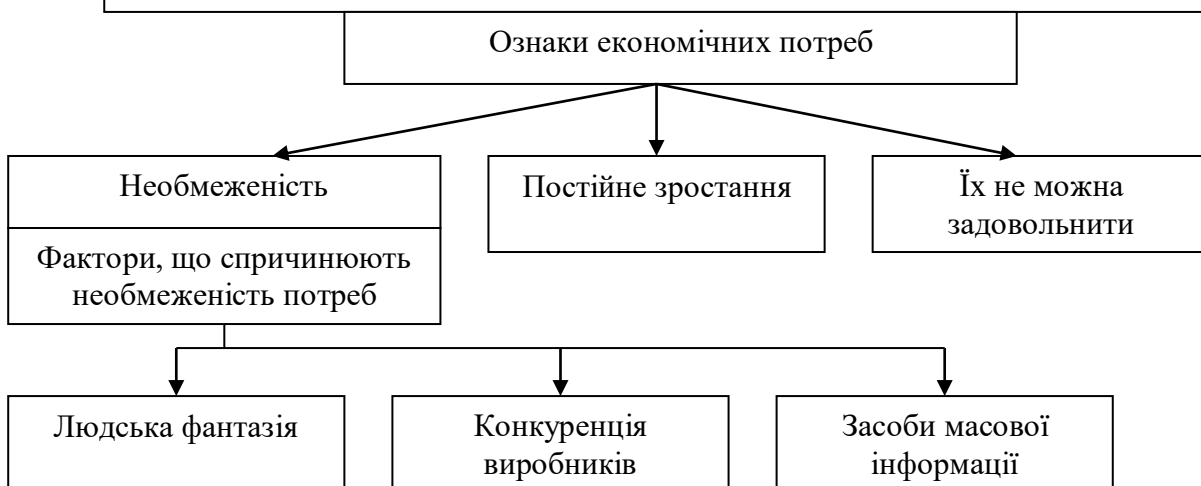 Ознаки економічних потреб
Необмеженість
Постійне зростання
Їх не можна
задовольнити
Фактори, що спричинюють
необмеженість потреб
Людська фантазія
Конкуренція
виробників
Засоби масової
інформації